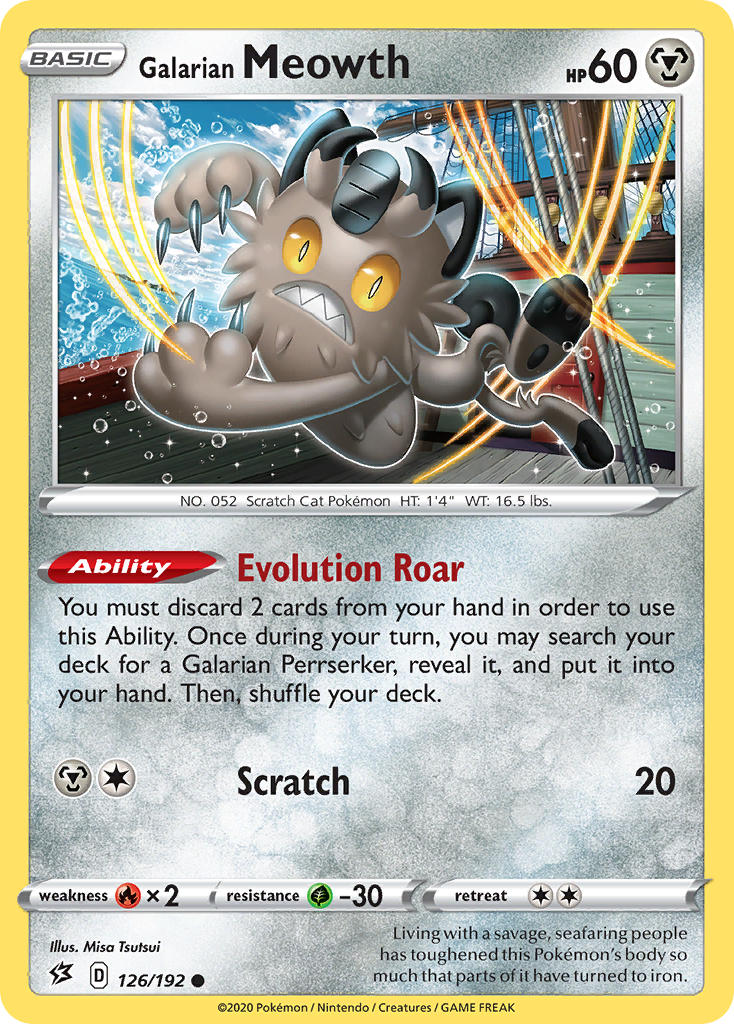 BASIC Galarian Meowth HP 60
NO. 052 Scratch Cat Pokémon HT: 1'4" WT: 16.5 lbs.
Ability Evolution Roar
You must discard 2 cards from your hand in order to use
this Ability. Once during your turn, you may search your
deck for a Galarian Perrserker, reveal it, and put it into
your hand. Then, shuffle your deck.
Scratch 20
weakness ×2 resistance -30 retreat
Illus. Misa Tsutsui
Living with a savage, seafaring people
has toughened this Pokémon's body so
much that parts of it have turned to iron.
D 126/192
©2020 Pokémon / Nintendo / Creatures / GAME FREAK